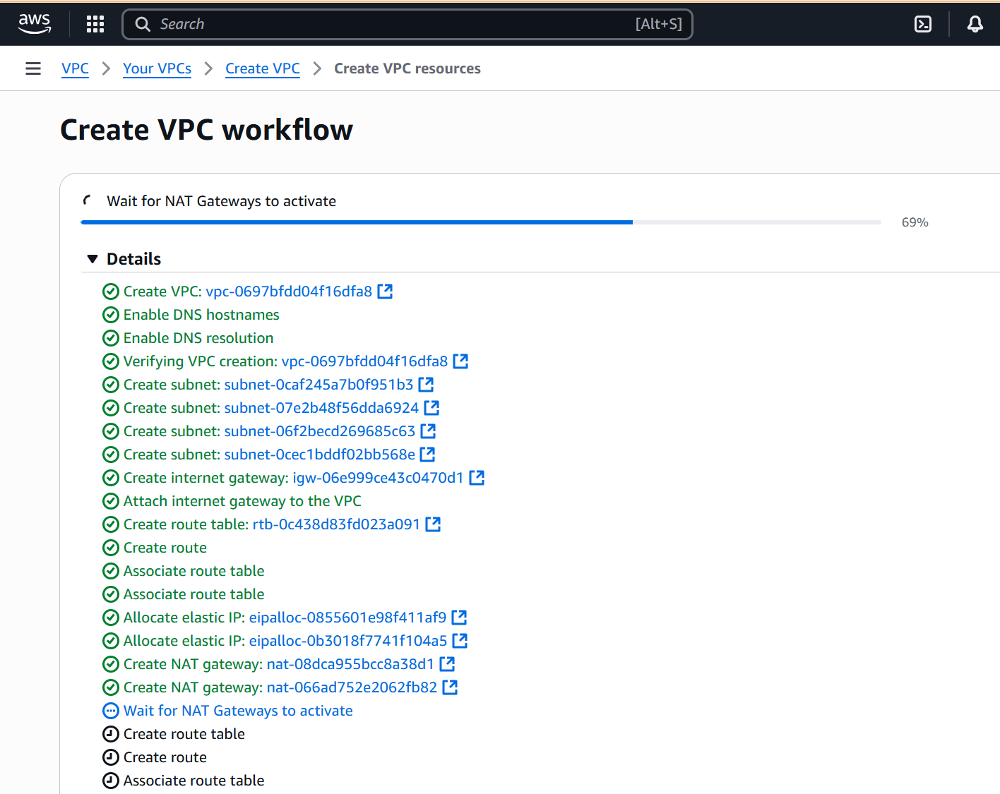 aws
Search [Alt+S]
VPC Your VPCs Create VPC Create VPC resources
Create VPC workflow
Wait for NAT Gateways to activate
69%
Details
Create VPC: vpc-0697bfdd04f16dfa8
Enable DNS hostnames
Enable DNS resolution
Verifying VPC creation: vpc-0697bfdd04f16dfa8
Create subnet: subnet-0caf245a7b0f951b3
Create subnet: subnet-07e2b48f56dda6924
Create subnet: subnet-06f2becd269685c63
Create subnet: subnet-0cec1bddf02bb568e
Create internet gateway: igw-06e999ce43c0470d1
Attach internet gateway to the VPC
Create route table: rtb-0c438d83fd023a091
Create route
Associate route table
Associate route table
Allocate elastic IP: eipalloc-0855601e98f411af9
Allocate elastic IP: eipalloc-0b3018f7741f104a5
Create NAT gateway: nat-08dca955bcc8a38d1
Create NAT gateway: nat-066ad752e2062fb82
Wait for NAT Gateways to activate
Create route table
Create route
Associate route table